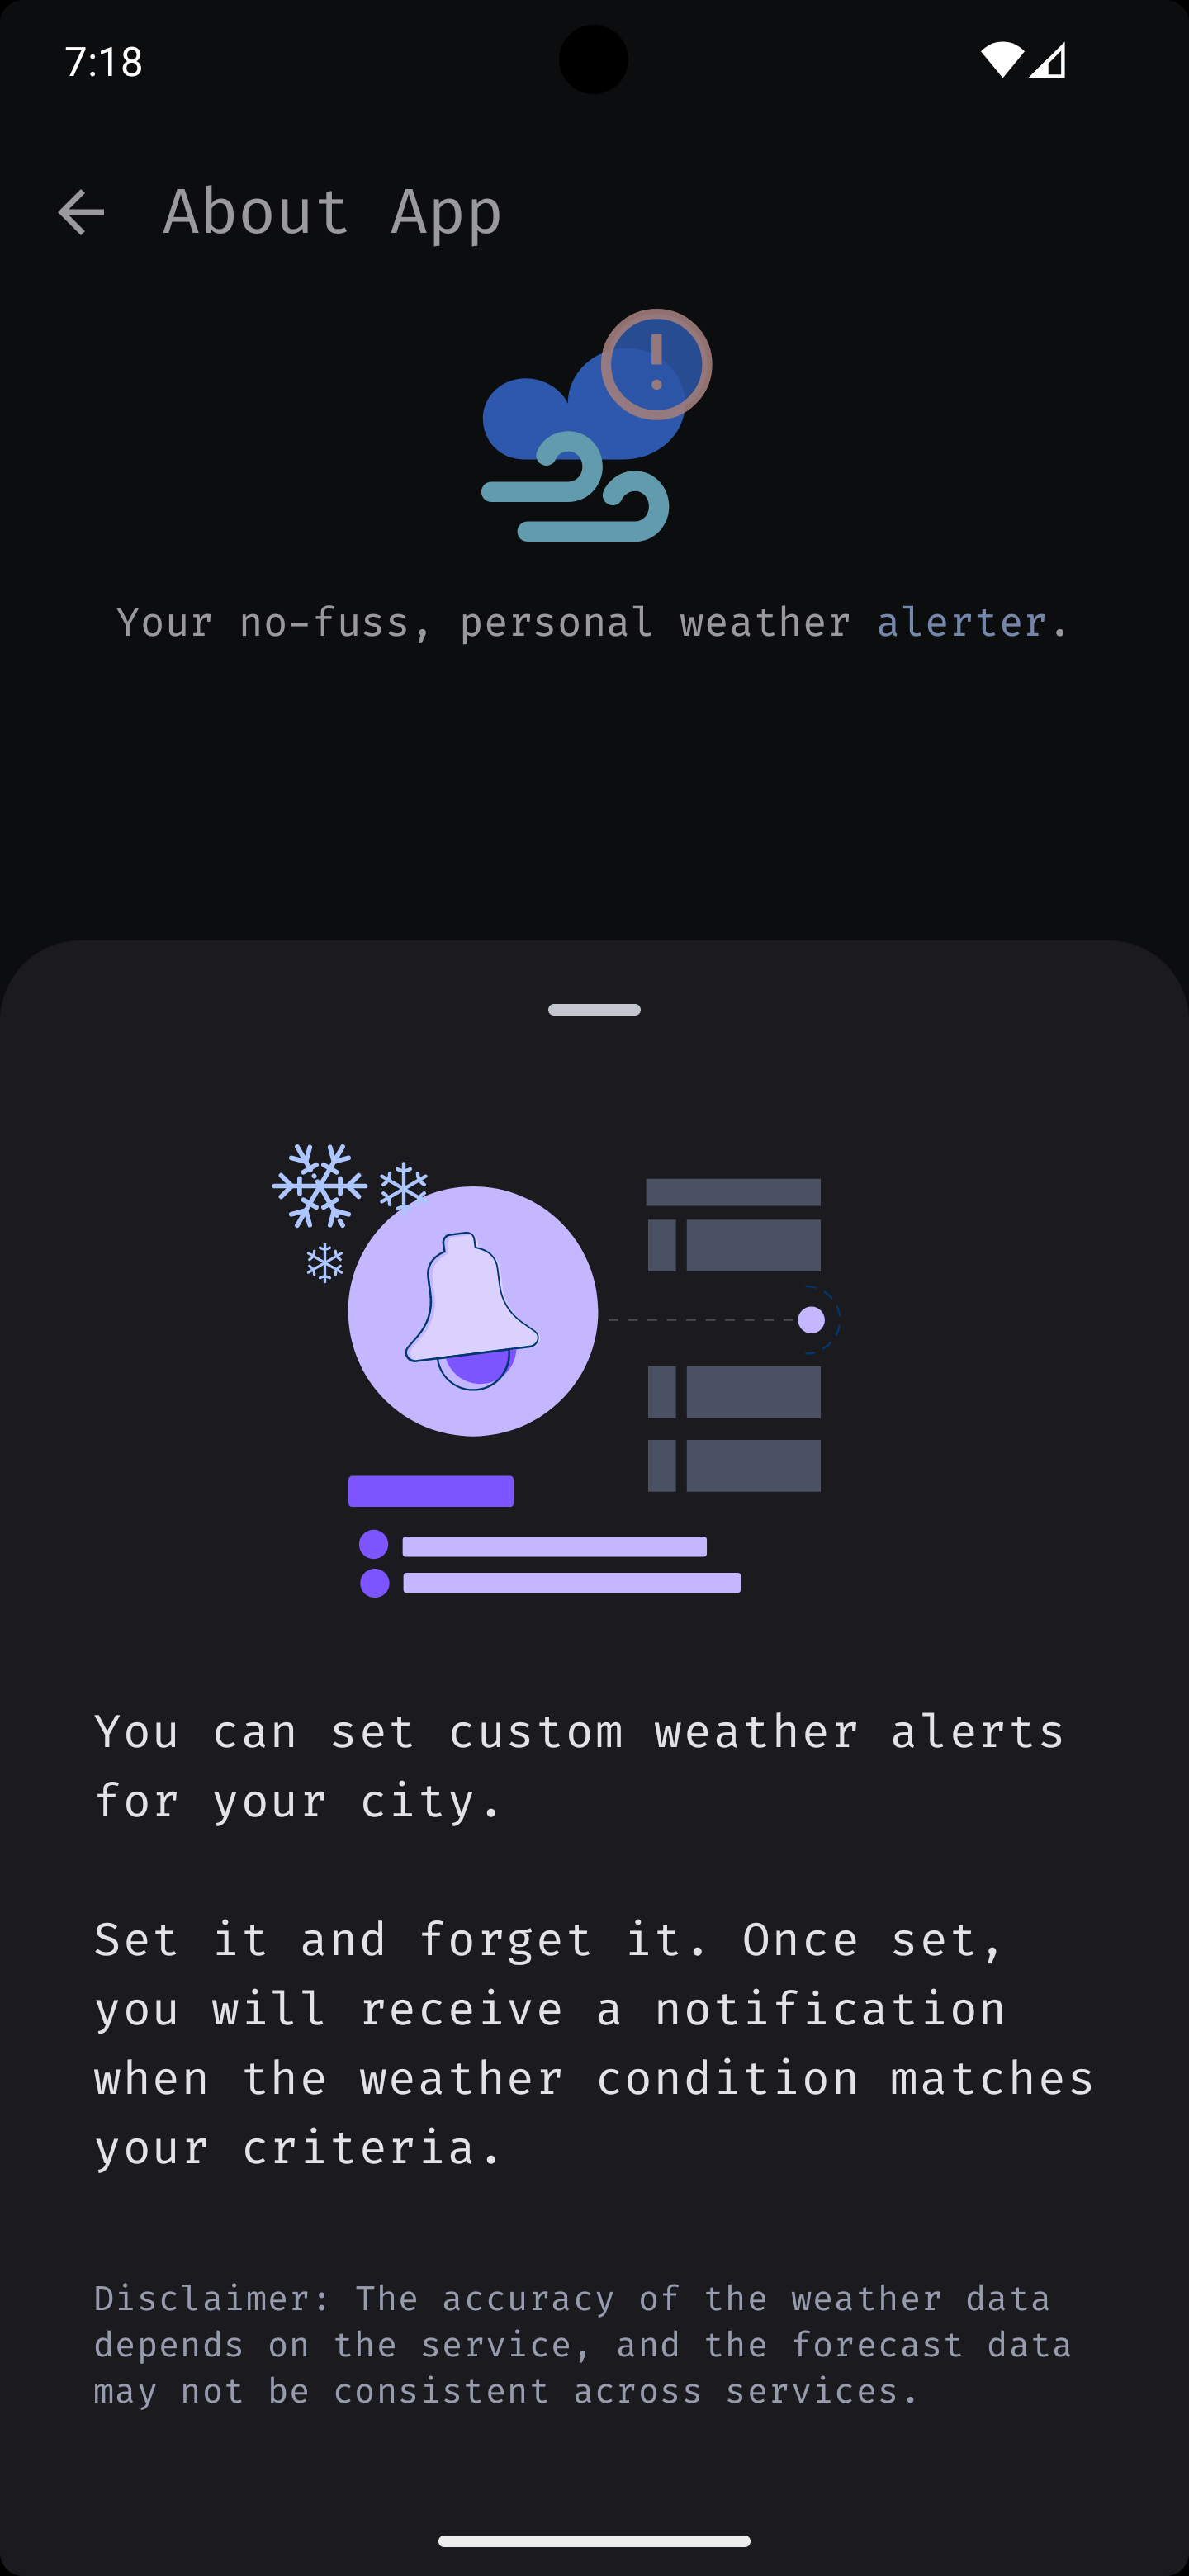 7:18
About App
Your no-fuss, personal weather alerter.
You can set custom weather alerts
for your city.
Set it and forget it. Once set,
you will receive a notification
when the weather condition matches
your criteria.
Disclaimer: The accuracy of the weather data
depends on the service, and the forecast data
may not be consistent across services.